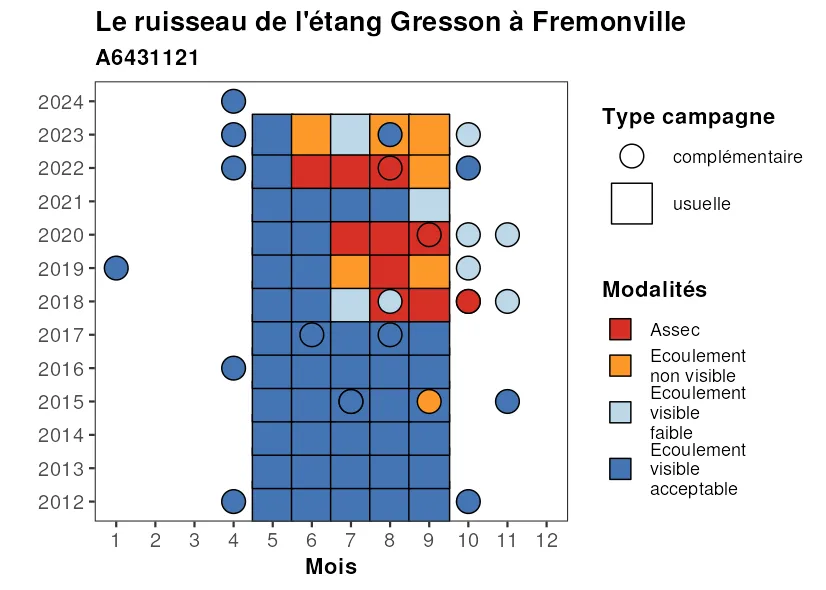 Le ruisseau de l'étang Gresson à Fremonville
A6431121
2024
2023
2022
2021
2020
2019
2018
2017
2016
2015
2014
2013
2012
1 2 3 4 5 6 7 8 9 10 11 12
Mois
Type campagne
complémentaire
usuelle
Modalités
Assec
Ecoulement
non visible
Ecoulement
visible
faible
Ecoulement
visible
acceptable